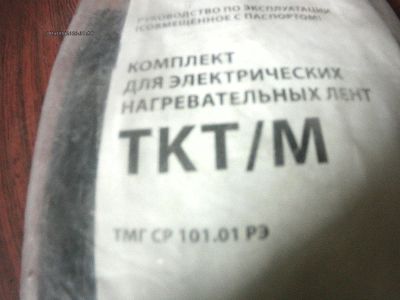 РУКОВОДСТВО ПО ЭКСПЛУАТАЦИИ
(СОВМЕЩЕННОЕ С ПАСПОРТОМ)
КОМПЛЕКТ
ДЛЯ ЭЛЕКТРИЧЕСКИХ
НАГРЕВАТЕЛЬНЫХ ЛЕНТ
ТКТ/М
ТМГ СР 101.01 РЭ